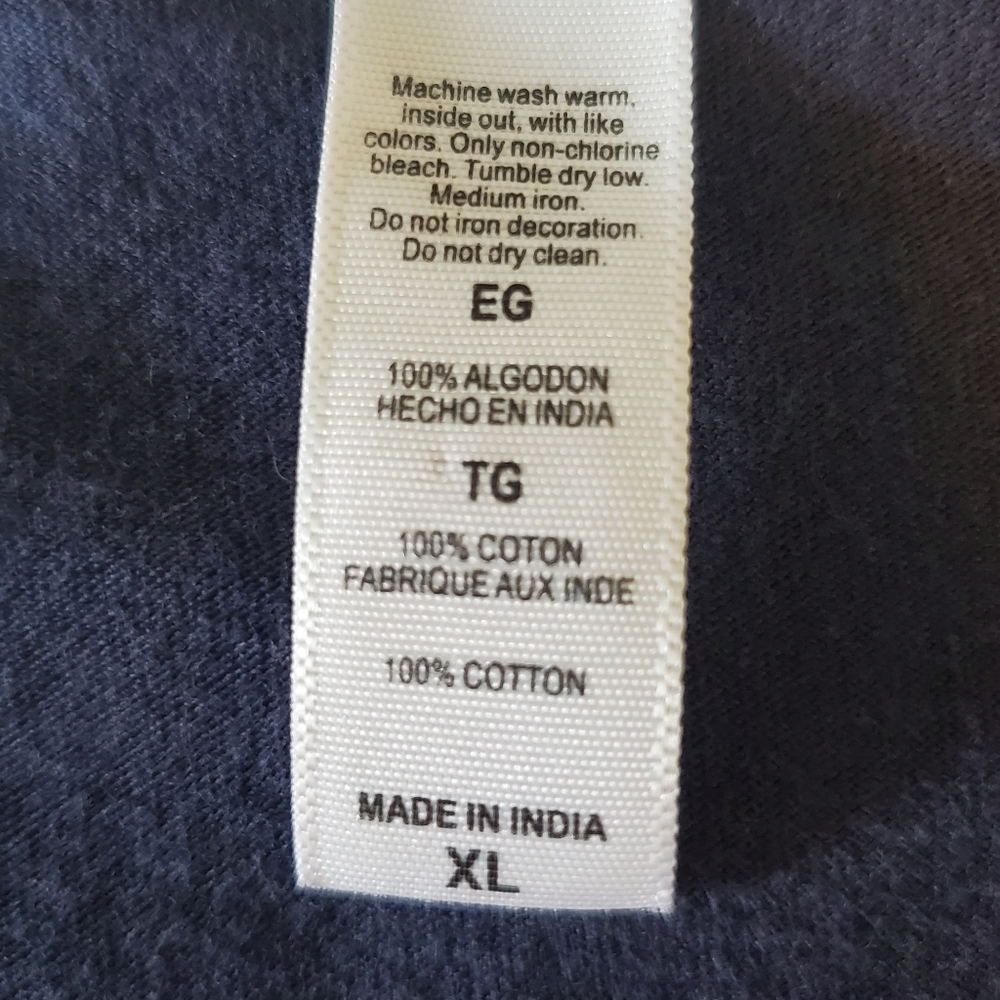 Machine wash warm,
inside out, with like
colors. Only non-chlorine
bleach. Tumble dry low.
Medium iron.
Do not iron decoration.
Do not dry clean.
EG
100% ALGODON
HECHO EN INDIA
TG
100% COTON
FABRIQUE AUX INDE
100% COTTON
MADE IN INDIA
XL